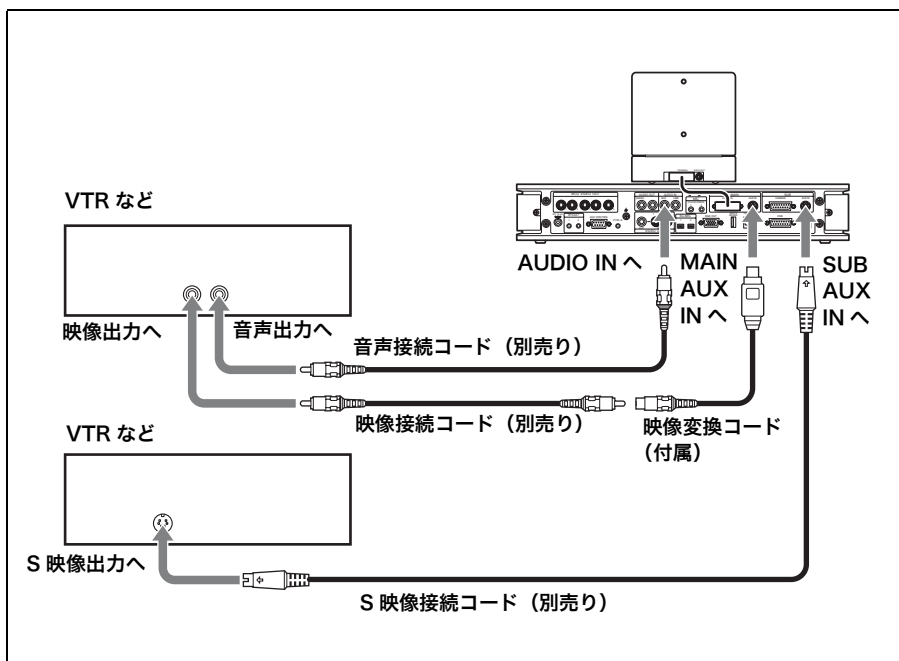 VTR など
AUDIO IN へ
MAIN
AUX
IN へ
SUB
AUX
IN へ
映像出力へ
音声出力へ
音声接続コード（別売り）
映像接続コード（別売り）
映像変換コード
（付属）
VTR など
S 映像出力へ
S 映像接続コード（別売り）